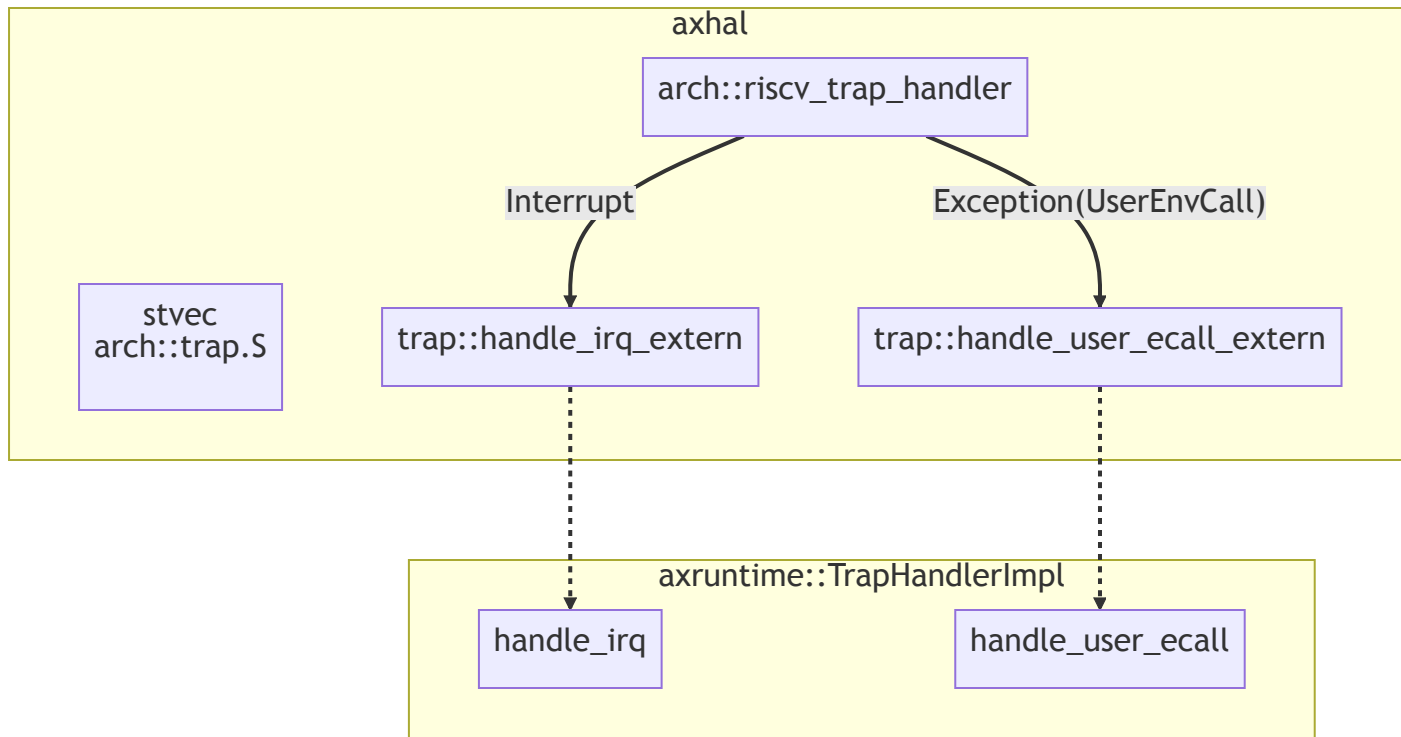 axhal
arch::riscv_trap_handler
Interrupt
Exception(UserEnvCall)
stvec
arch::trap.S
trap::handle_irq_extern
trap::handle_user_ecall_extern
axruntime::TrapHandlerImpl
handle_irq
handle_user_ecall